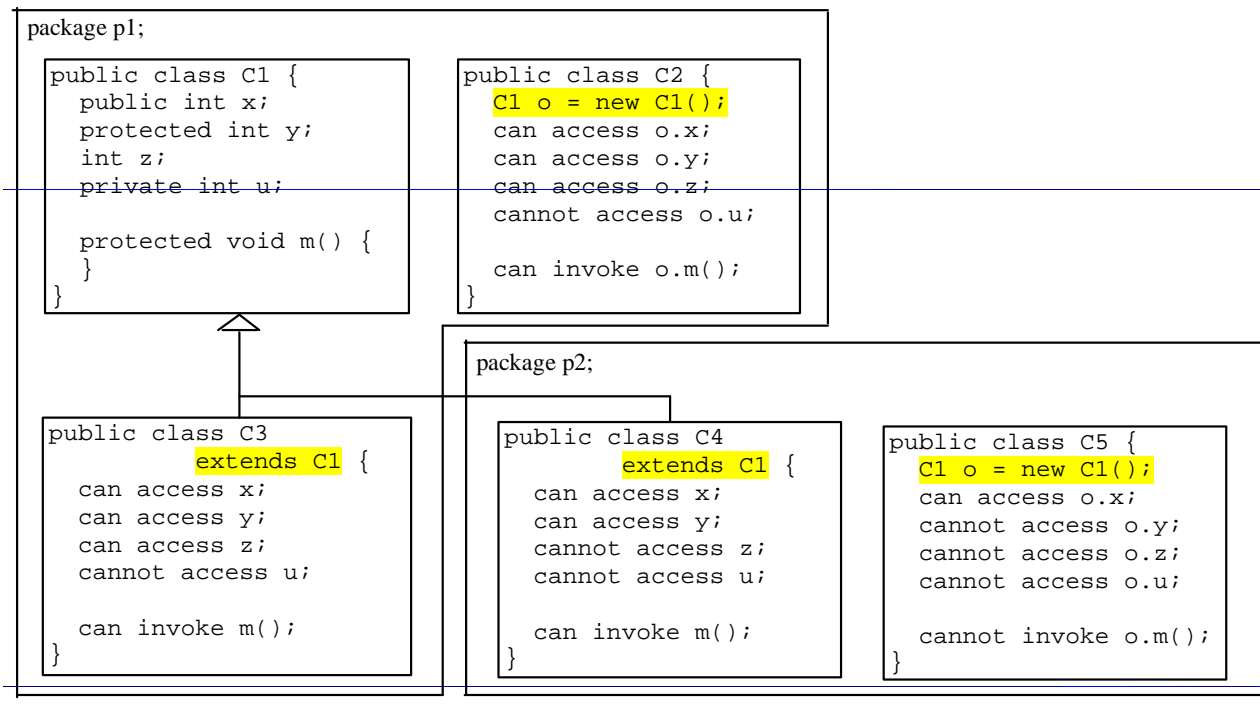 package p1;
public class C1 {
public int x;
protected int y;
int z;
private int u;
protected void m() {
}
}
public class C2 {
C1 o = new C1();
can access o.x;
can access o.y;
can access o.z;
cannot access o.u;
can invoke o.m();
}
public class C3
extends C1 {
can access x;
can access y;
can access z;
cannot access u;
can invoke m();
}
package p2;
public class C4
extends C1 {
can access x;
can access y;
cannot access z;
cannot access u;
can invoke m();
}
public class C5 {
C1 o = new C1();
can access o.x;
cannot access o.y;
cannot access o.z;
cannot access o.u;
cannot invoke o.m();
}